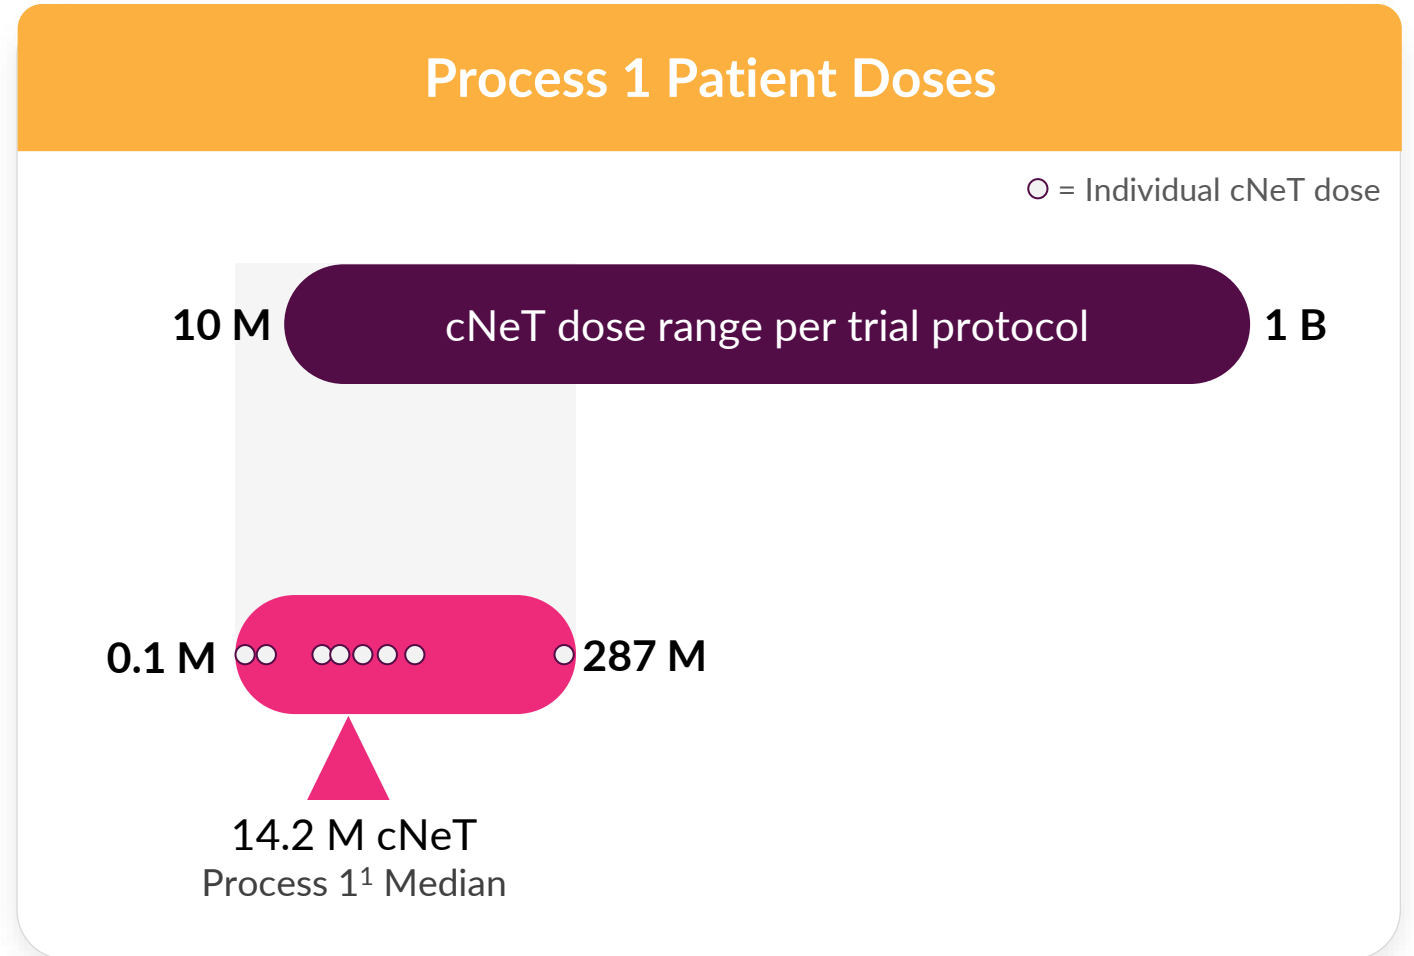 Process 1 Patient Doses
= Individual cNeT dose
10 M
cNeT dose range per trial protocol
1 B
0.1 M
287 M
14.2 M cNeT
Process 1¹ Median